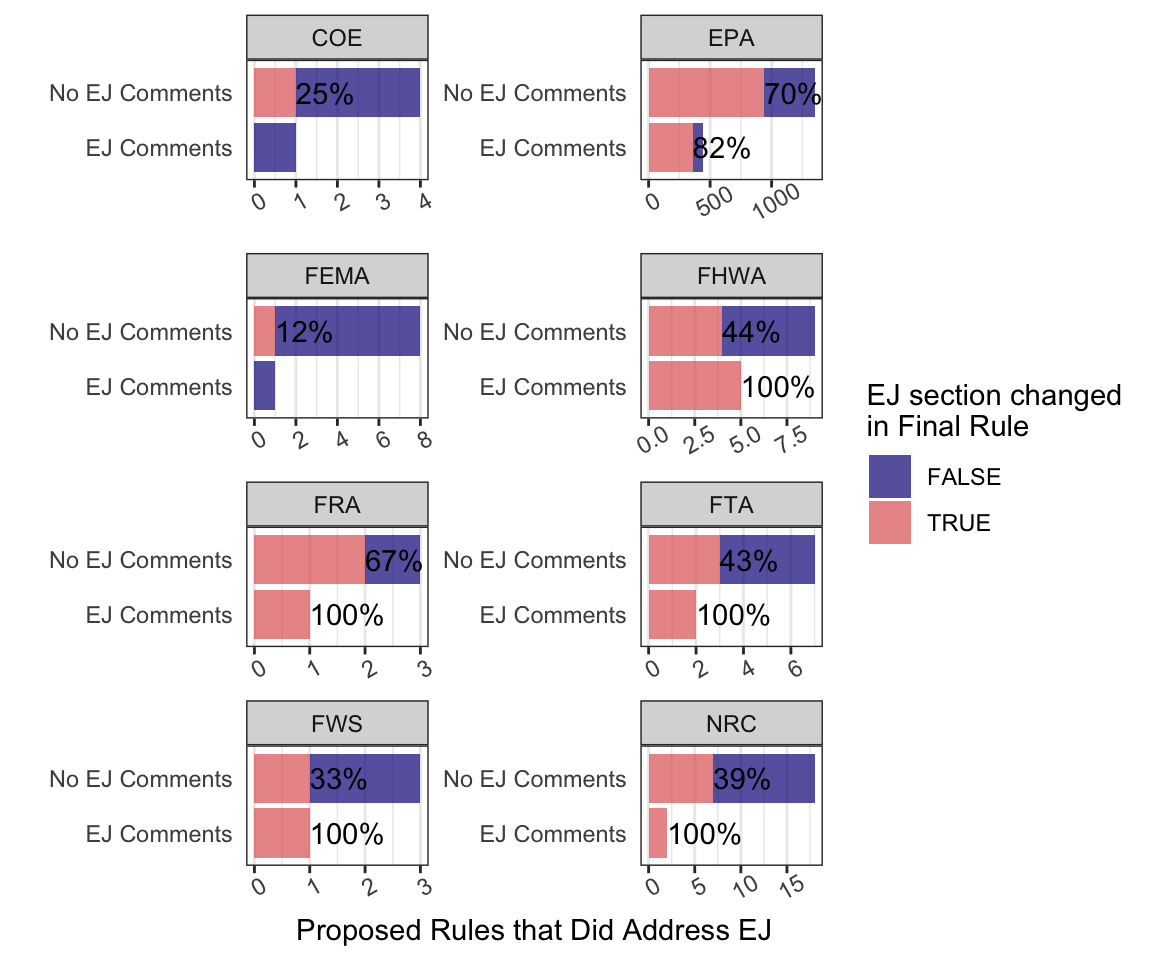 COE
EPA
No EJ Comments
25%
No EJ Comments
70%
EJ Comments
EJ Comments
82%
0 1 2 3 4
0 500 1000
FEMA
FHWA
No EJ Comments
12%
No EJ Comments
44%
EJ Comments
EJ Comments
100%
0 2 4 6 8
0.0 2.5 5.0 7.5
EJ section changed
in Final Rule
FALSE
TRUE
FRA
FTA
No EJ Comments
67%
No EJ Comments
43%
EJ Comments
100%
EJ Comments
100%
0 1 2 3
0 2 4 6
FWS
NRC
No EJ Comments
33%
No EJ Comments
39%
EJ Comments
100%
EJ Comments
100%
0 1 2 3
0 5 10 15
Proposed Rules that Did Address EJ